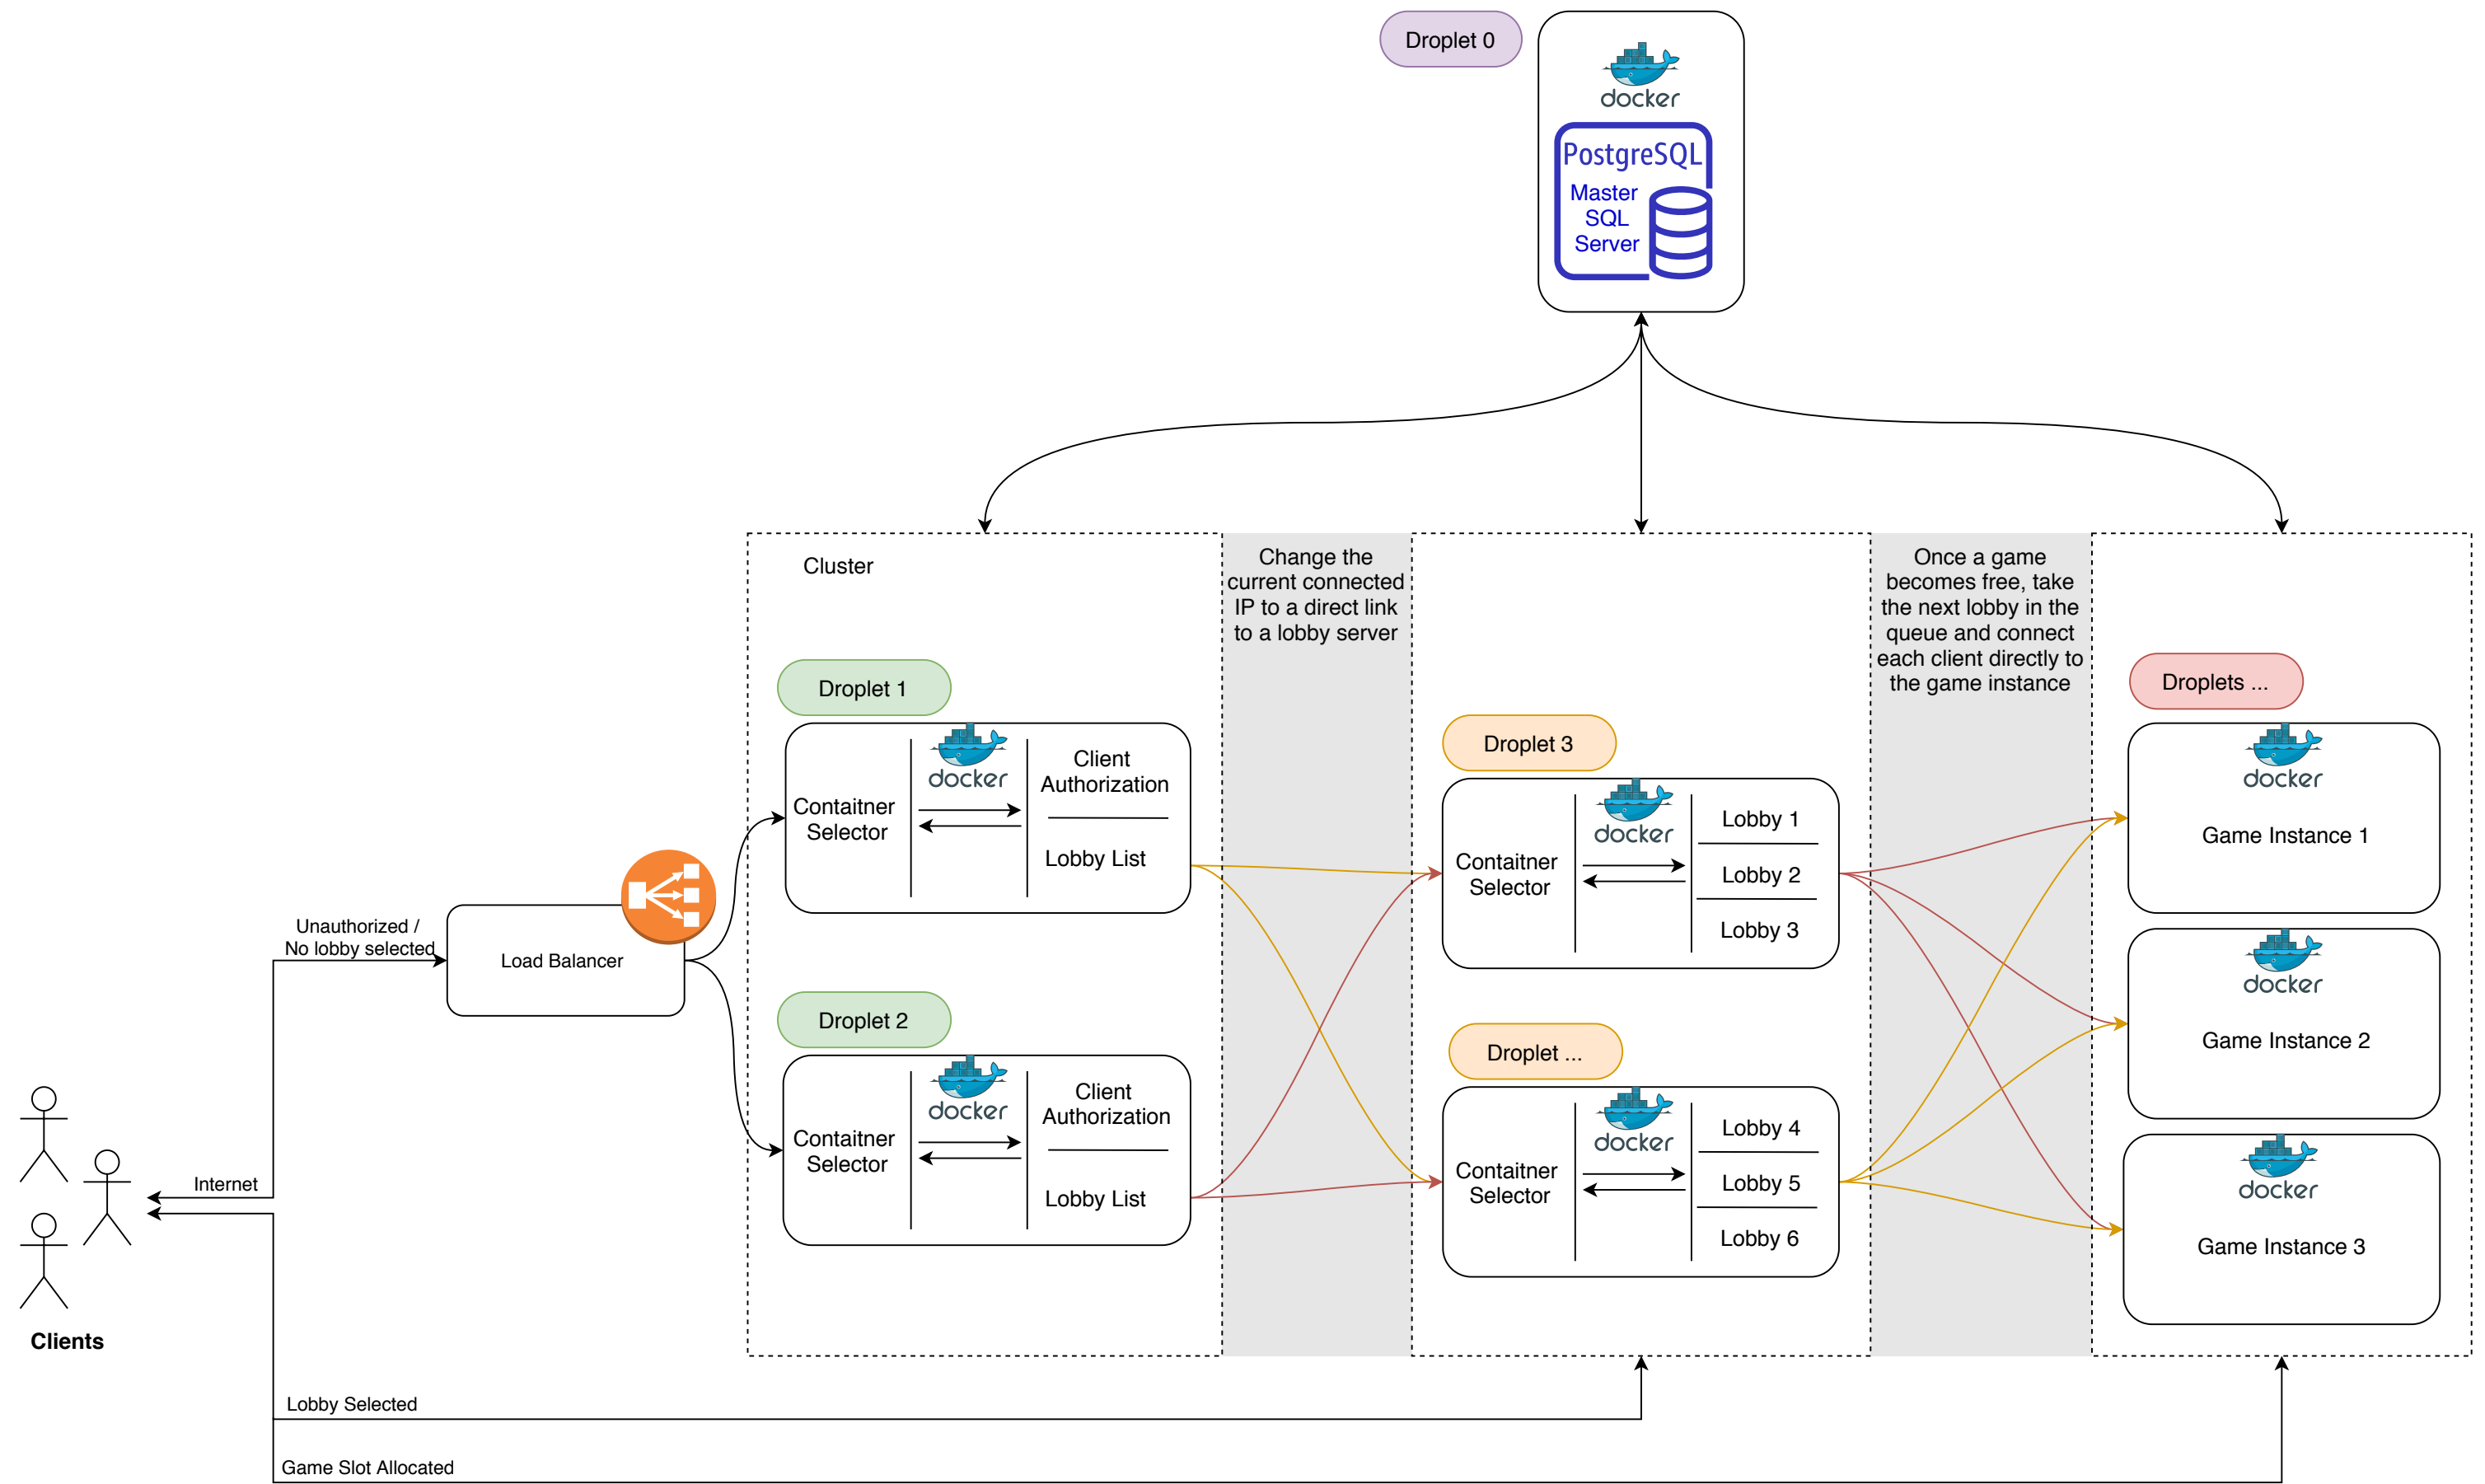 Droplet 0
docker
PostgreSQL
Master
SQL
Server
Cluster
Change the
current connected
IP to a direct link
to a lobby server
Once a game
becomes free, take
the next lobby in the
queue and connect
each client directly to
the game instance
Droplet 1
docker
Contaitner
Selector
Client
Authorization
Lobby List
Droplet 2
docker
Contaitner
Selector
Client
Authorization
Lobby List
Droplet 3
docker
Contaitner
Selector
Lobby 1
Lobby 2
Lobby 3
Droplet ...
docker
Contaitner
Selector
Lobby 4
Lobby 5
Lobby 6
Droplets ...
docker
Game Instance 1
docker
Game Instance 2
docker
Game Instance 3
Unauthorized /
No lobby selected
Load Balancer
Internet
Clients
Lobby Selected
Game Slot Allocated